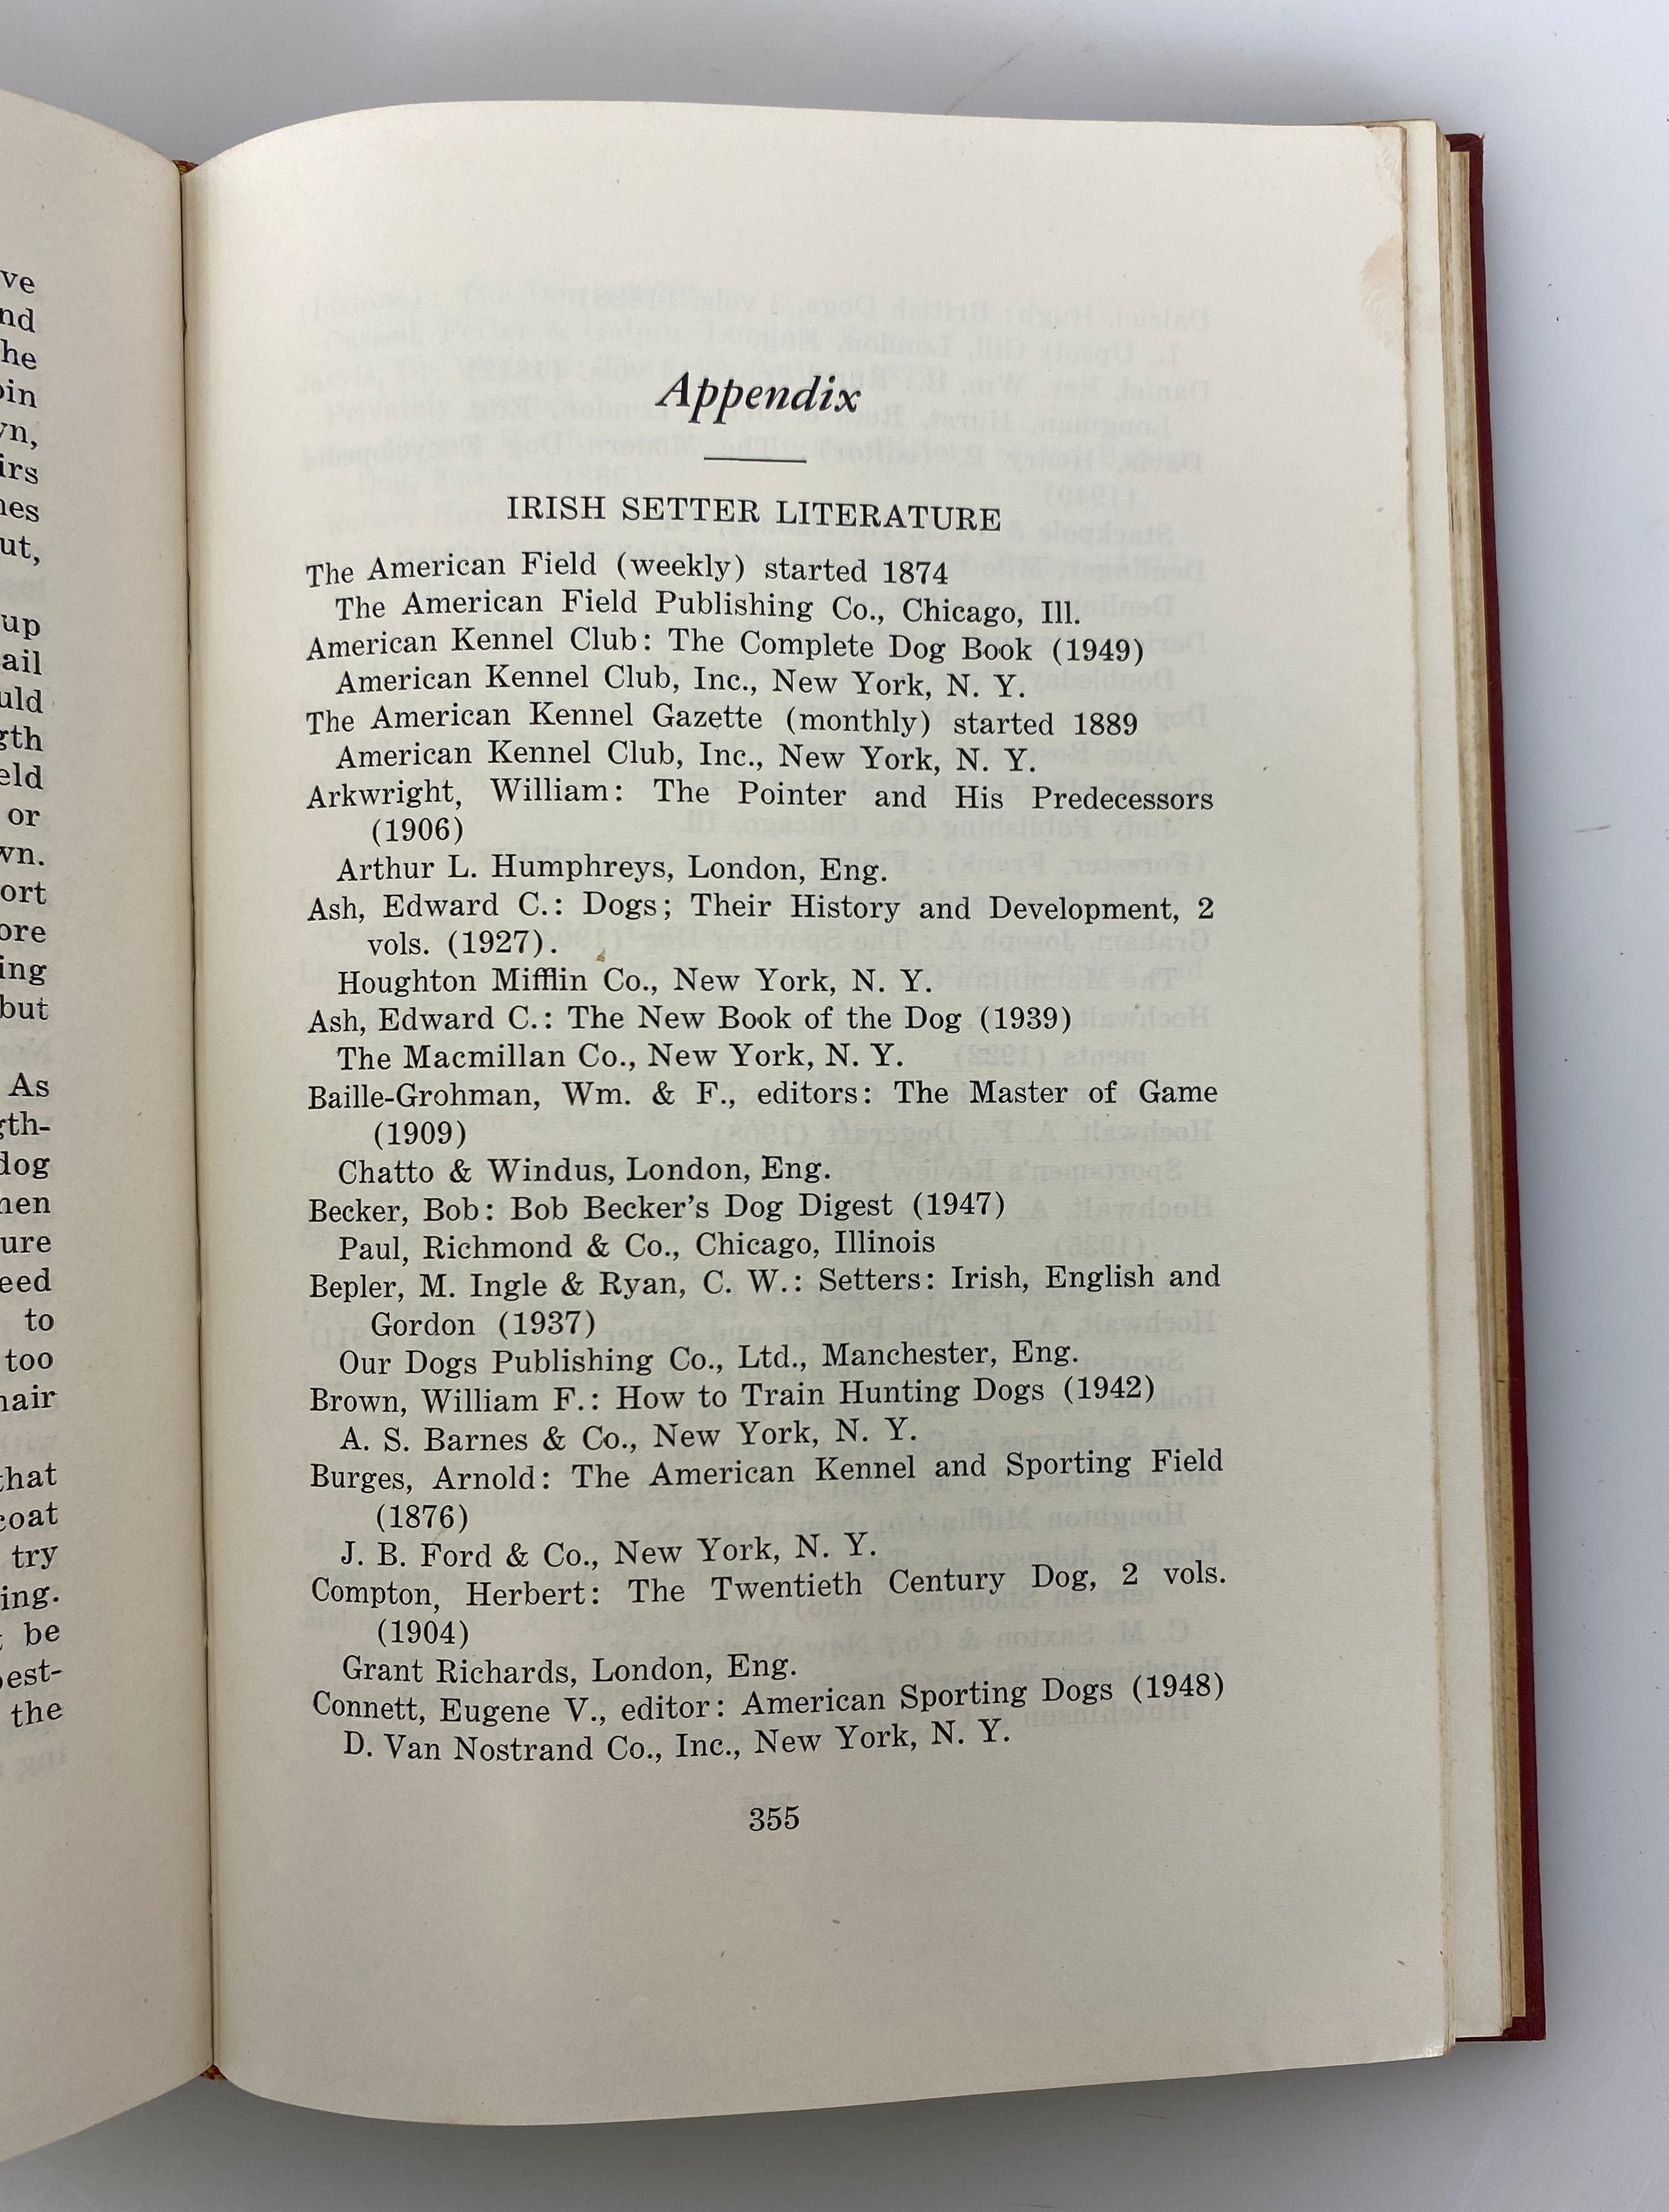 ve
nd
he
oin
vn,
irs
nes
ut,
up
ail
uld
gth
eld
or
wn.
ort
ore
ing
but
As
gth-
dog
hen
ure
eed
to
too
hair
that
coat
try
ing.
be
best-
the
Appendix
IRISH SETTER LITERATURE
The American Field (weekly) started 1874
The American Field Publishing Co., Chicago, Ill.
American Kennel Club: The Complete Dog Book (1949)
American Kennel Club, Inc., New York, N. Y.
The American Kennel Gazette (monthly) started 1889
American Kennel Club, Inc., New York, N. Y.
Arkwright, William: The Pointer and His Predecessors
(1906)
Arthur L. Humphreys, London, Eng.
Ash, Edward C.: Dogs; Their History and Development, 2
vols. (1927).
Houghton Mifflin Co., New York, N. Y.
Ash, Edward C.: The New Book of the Dog (1939)
The Macmillan Co., New York, N. Y.
Baille-Grohman, Wm. & F., editors: The Master of Game
(1909)
Chatto & Windus, London, Eng.
Becker, Bob: Bob Becker's Dog Digest (1947)
Paul, Richmond & Co., Chicago, Illinois
Bepler, M. Ingle & Ryan, C. W.: Setters: Irish, English and
Gordon (1937)
Our Dogs Publishing Co., Ltd., Manchester, Eng.
Brown, William F.: How to Train Hunting Dogs (1942)
A. S. Barnes & Co., New York, N. Y.
Burges, Arnold: The American Kennel and Sporting Field
(1876)
J. B. Ford & Co., New York, N. Y.
Compton, Herbert: The Twentieth Century Dog, 2 vols.
(1904)
Grant Richards, London, Eng.
Connett, Eugene V., editor: American Sporting Dogs (1948)
D. Van Nostrand Co., Inc., New York, N. Y.
355